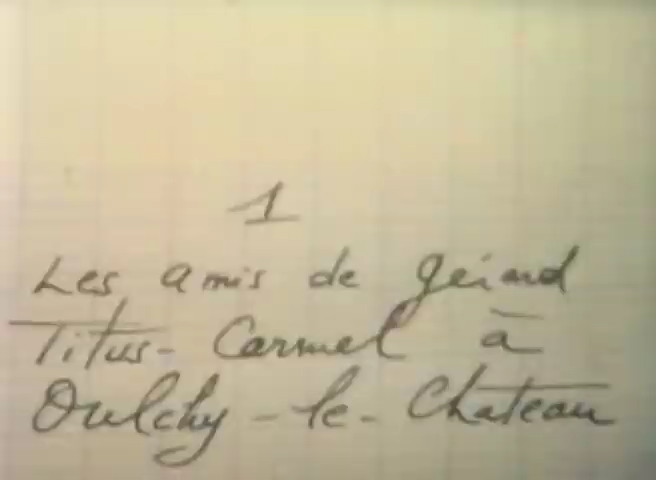 1
Les amis de Gérard
Titus-Carmel à
Oulchy-le-Chateau